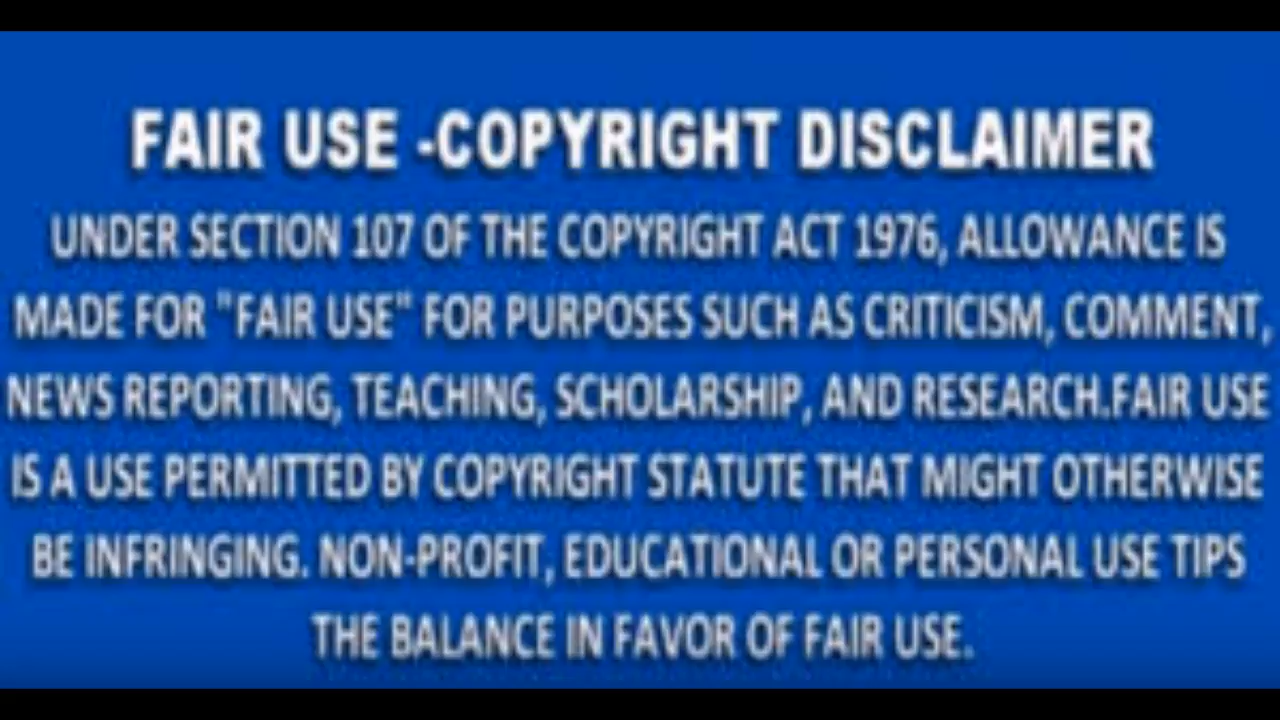 FAIR USE -COPYRIGHT DISCLAIMER
UNDER SECTION 107 OF THE COPYRIGHT ACT 1976, ALLOWANCE IS
MADE FOR "FAIR USE" FOR PURPOSES SUCH AS CRITICISM, COMMENT,
NEWS REPORTING, TEACHING, SCHOLARSHIP, AND RESEARCH.FAIR USE
IS A USE PERMITTED BY COPYRIGHT STATUTE THAT MIGHT OTHERWISE
BE INFRINGING. NON-PROFIT, EDUCATIONAL OR PERSONAL USE TIPS
THE BALANCE IN FAVOR OF FAIR USE.